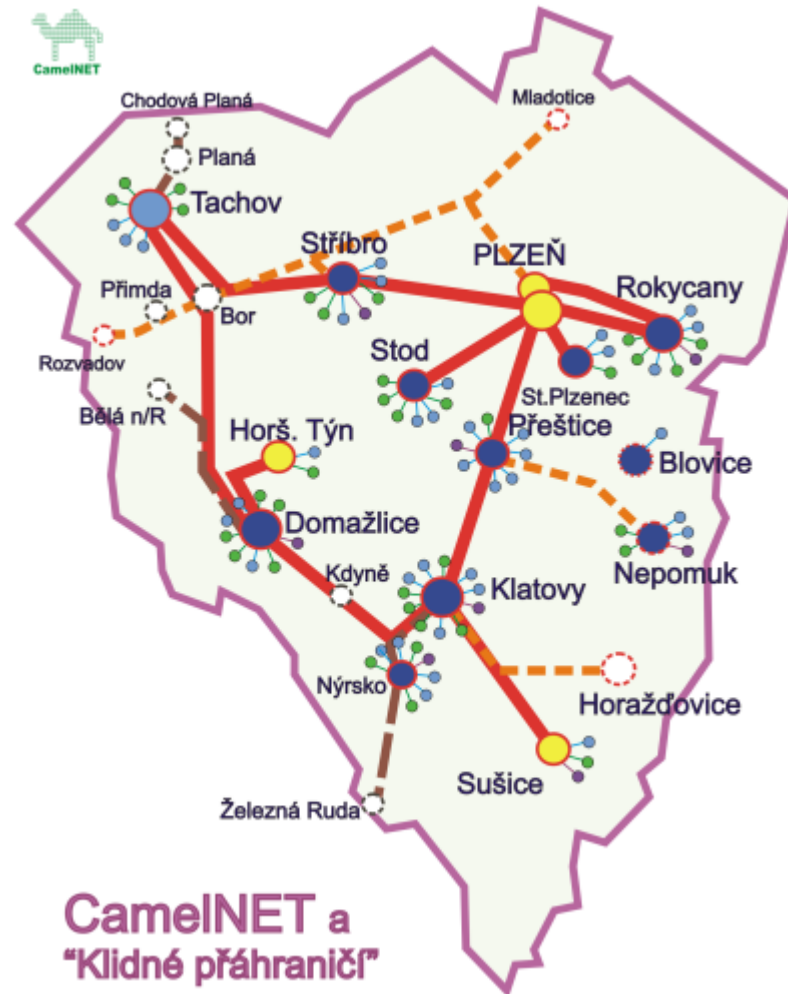 CamelNET
Chodová Planá
Mladotice
Planá
Tachov
Stříbro
PLZEŇ
Přimda
Bor
Rokycany
Rozvadov
Stod
St.Plzenec
Bělá n/R
Horš. Týn
Přeštice
Blovice
Domažlice
Nepomuk
Kdyně
Klatovy
Nýrsko
Horažďovice
Sušice
Železná Ruda
CamelNET a
“Klidné přáhraničí”